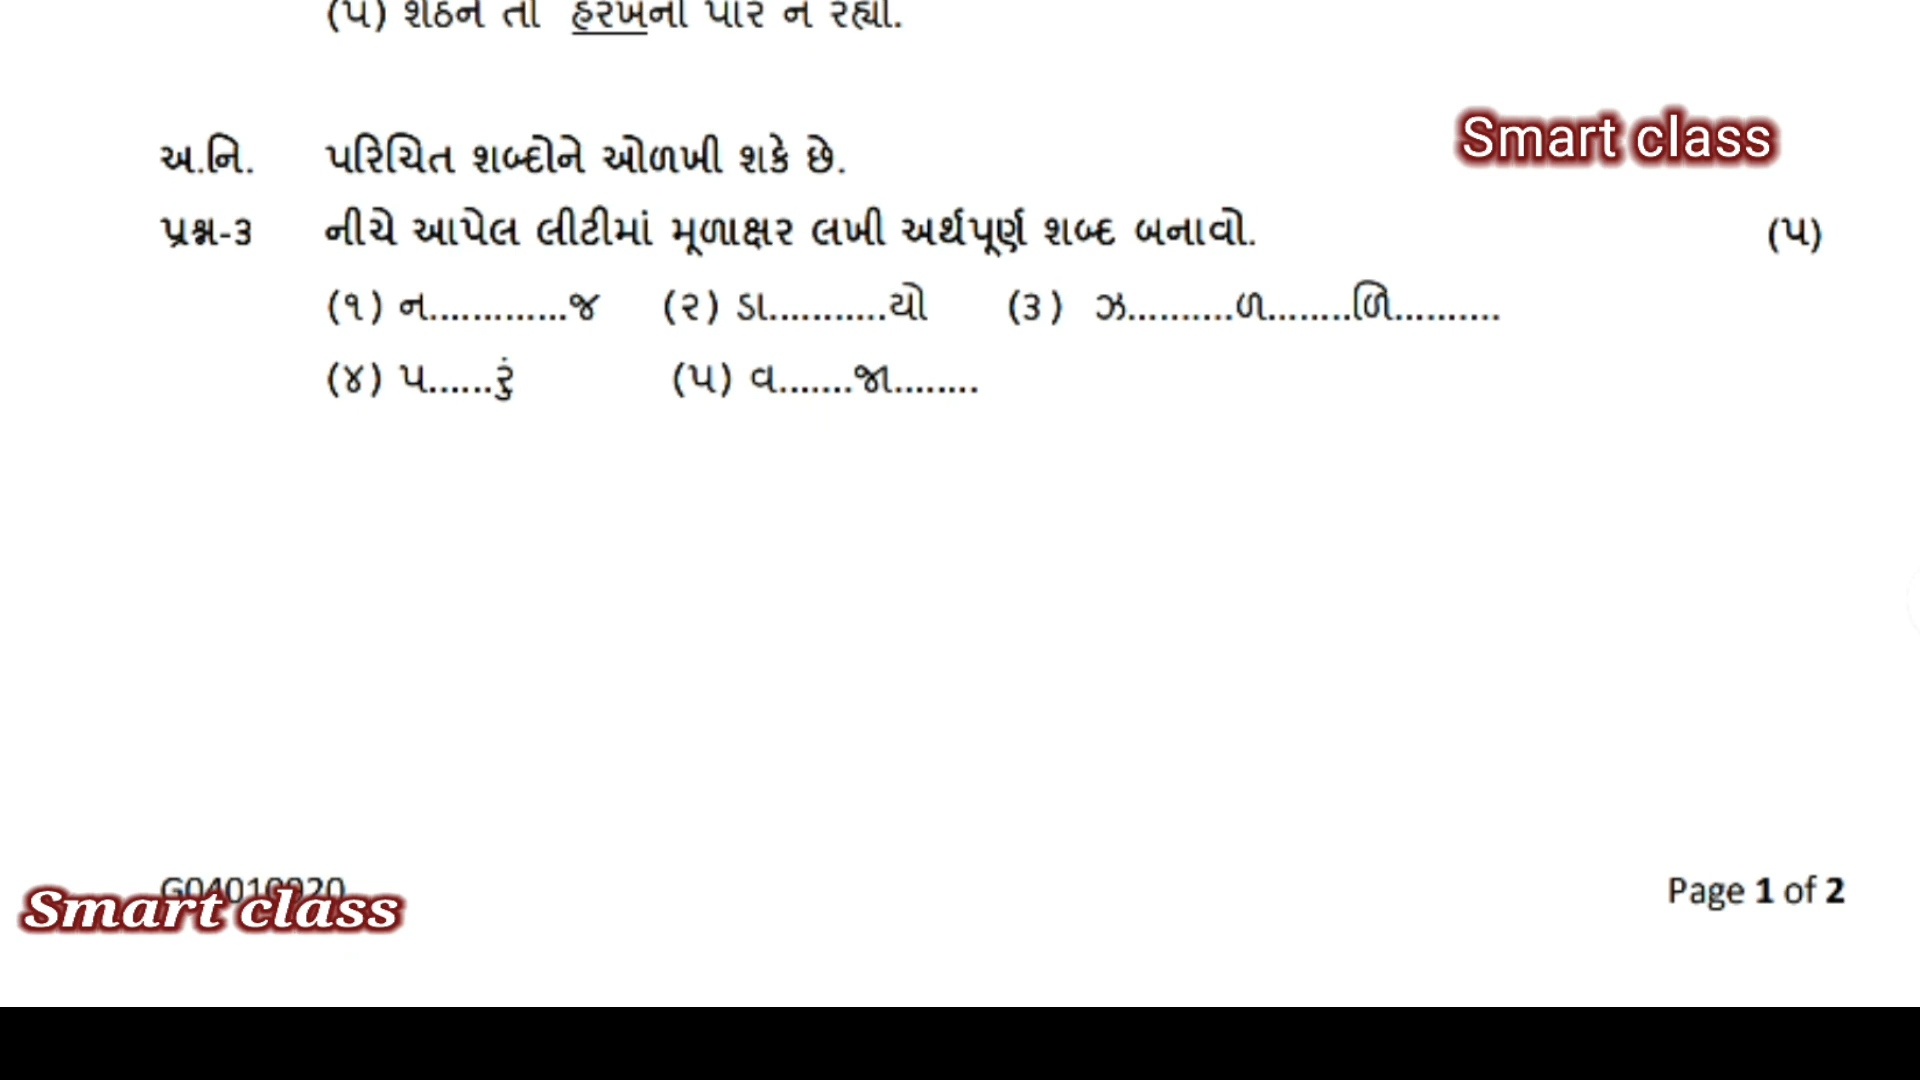 (૫) શેઠને તો હરખનો પાર ન રહ્યો.
Smart class
અ.નિ. પરિચિત શબ્દોને ઓળખી શકે છે.
પ્રશ્ન-૩ નીચે આપેલ લીટીમાં મૂળાક્ષર લખી અર્થપૂર્ણ શબ્દ બનાવો. (૫)
(૧) ન.............જ (૨) ડા...........યો (૩) ઝ..........ળ........ળિ..........
(૪) પ......રું (૫) વ.......જા........
G04010920 Page 1 of 2
Smart class